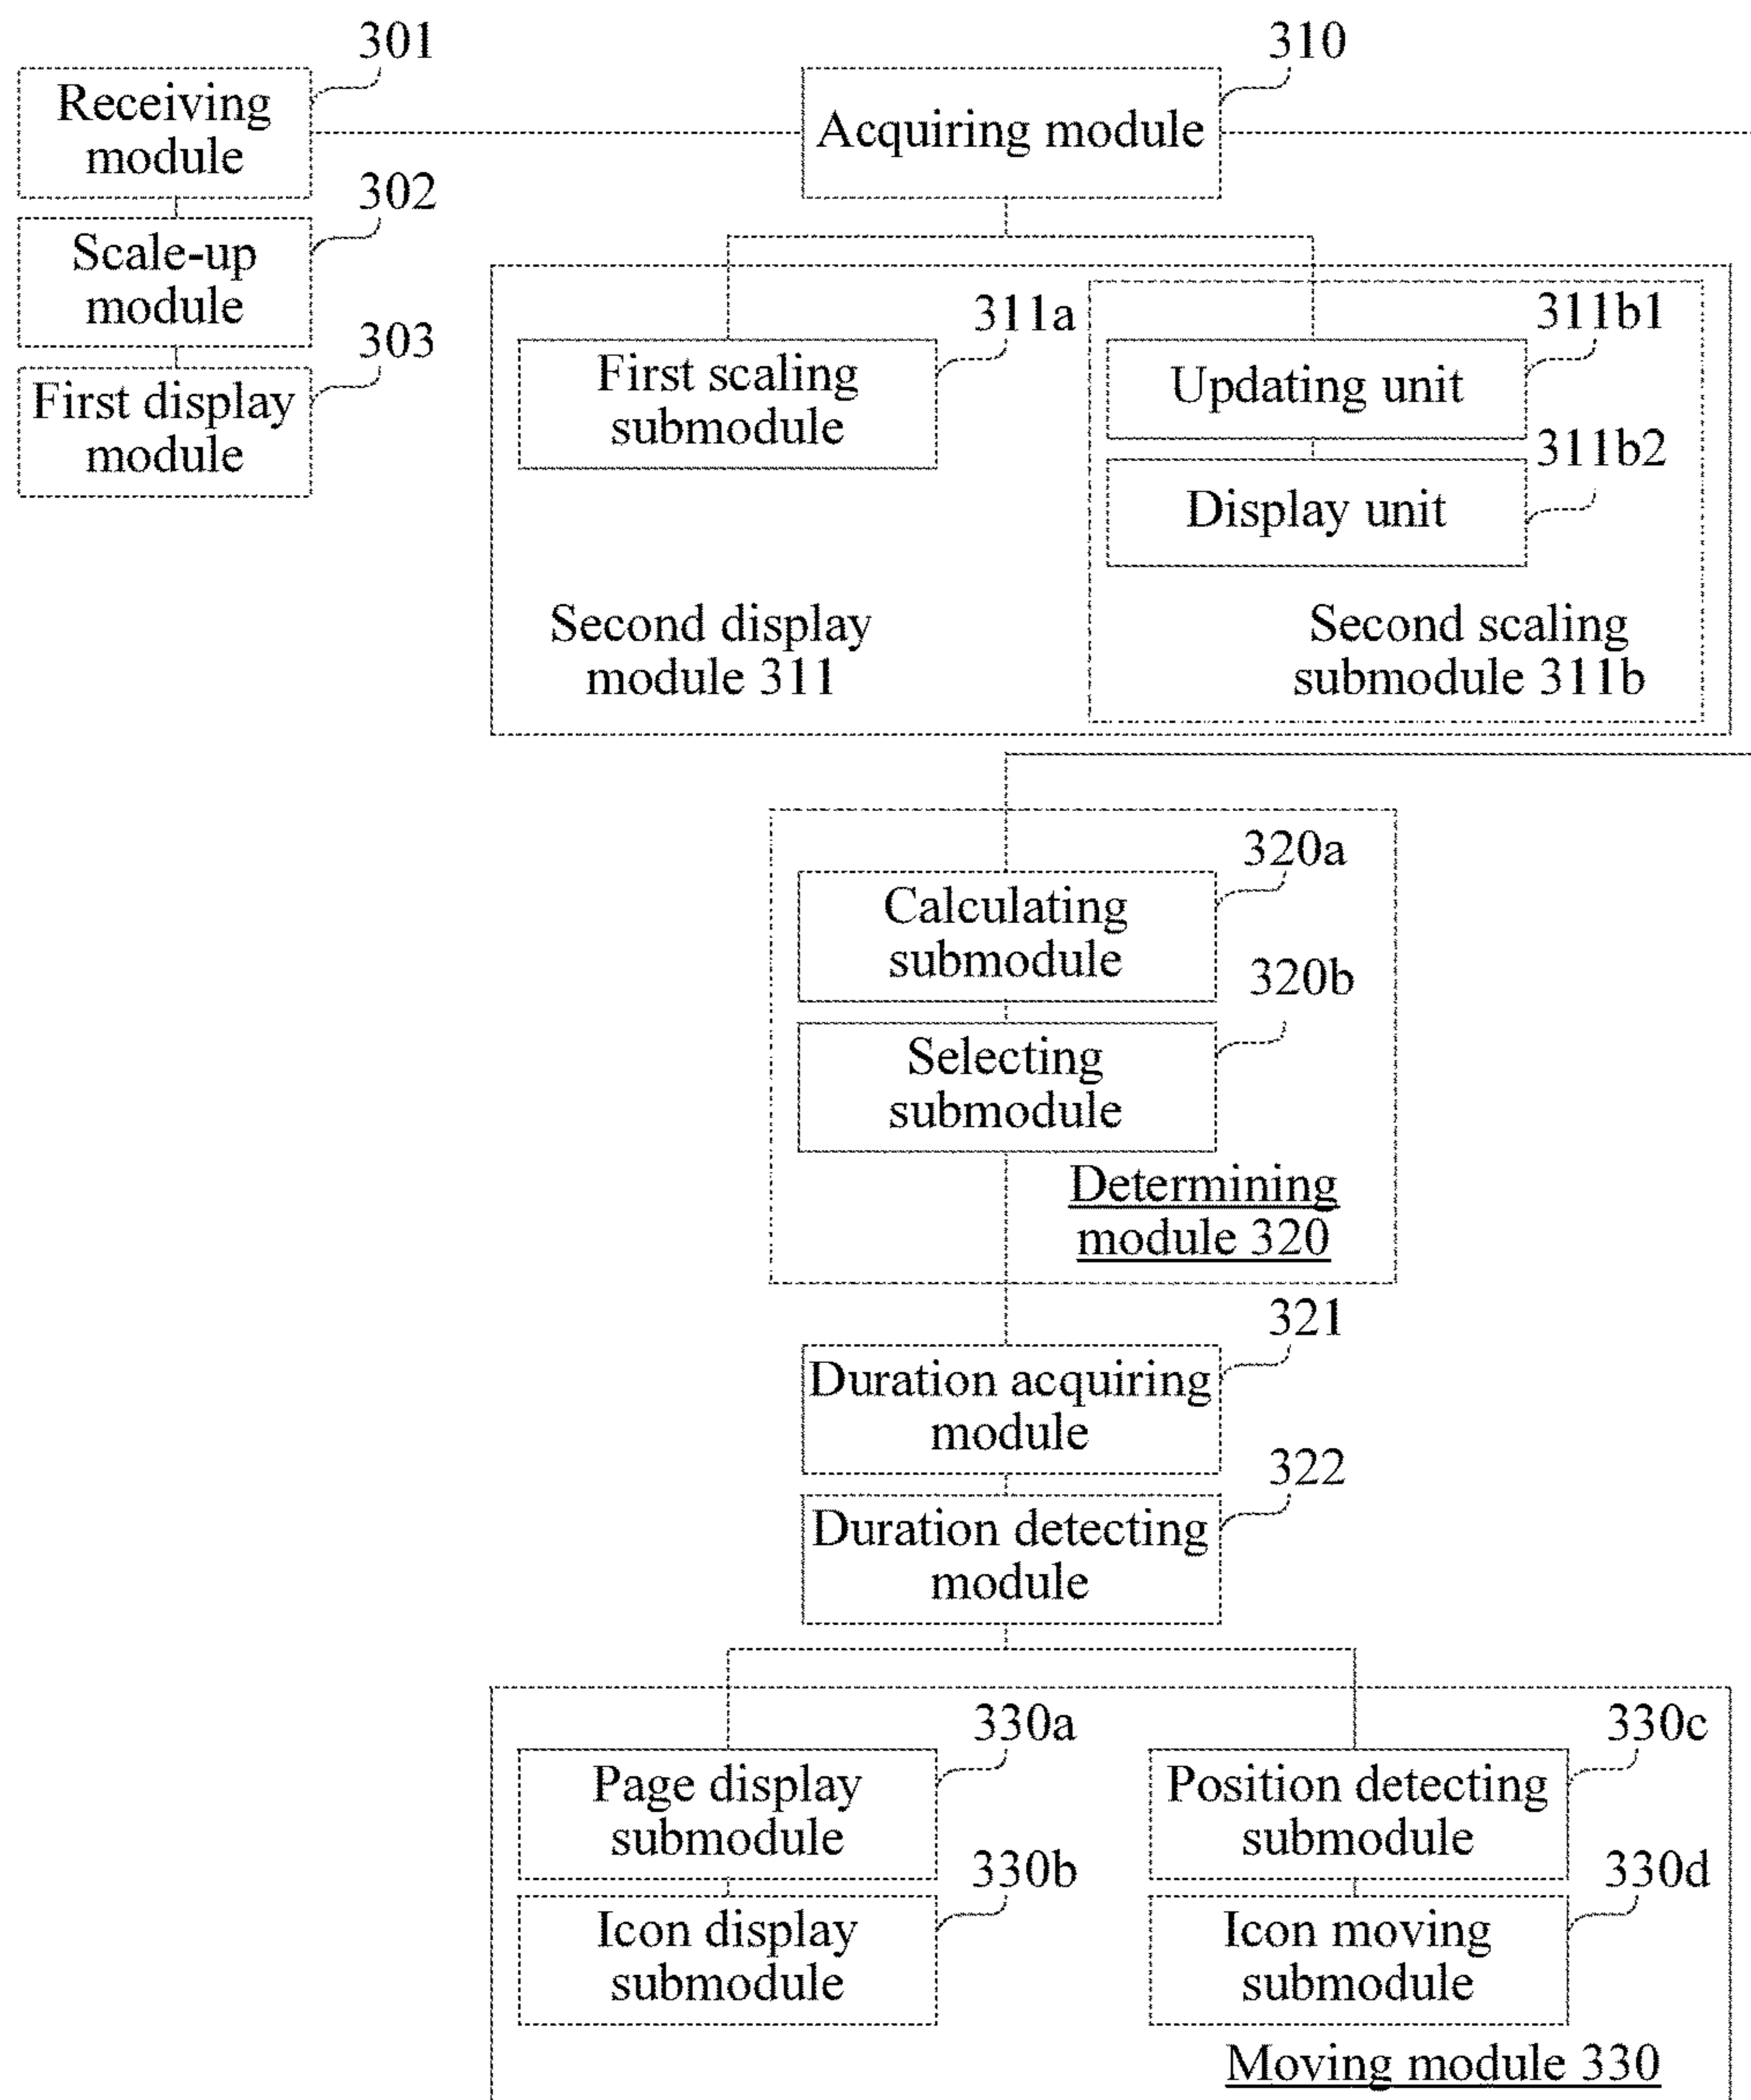 301
Receiving
module
310
Acquiring module
302
Scale-up
module
303
First display
module
311a
First scaling
submodule
311b1
Updating unit
311b2
Display unit
Second display
module 311
Second scaling
submodule 311b
320a
Calculating
submodule
320b
Selecting
submodule
Determining
module 320
321
Duration acquiring
module
322
Duration detecting
module
330a
Page display
submodule
330b
Icon display
submodule
330c
Position detecting
submodule
330d
Icon moving
submodule
Moving module 330